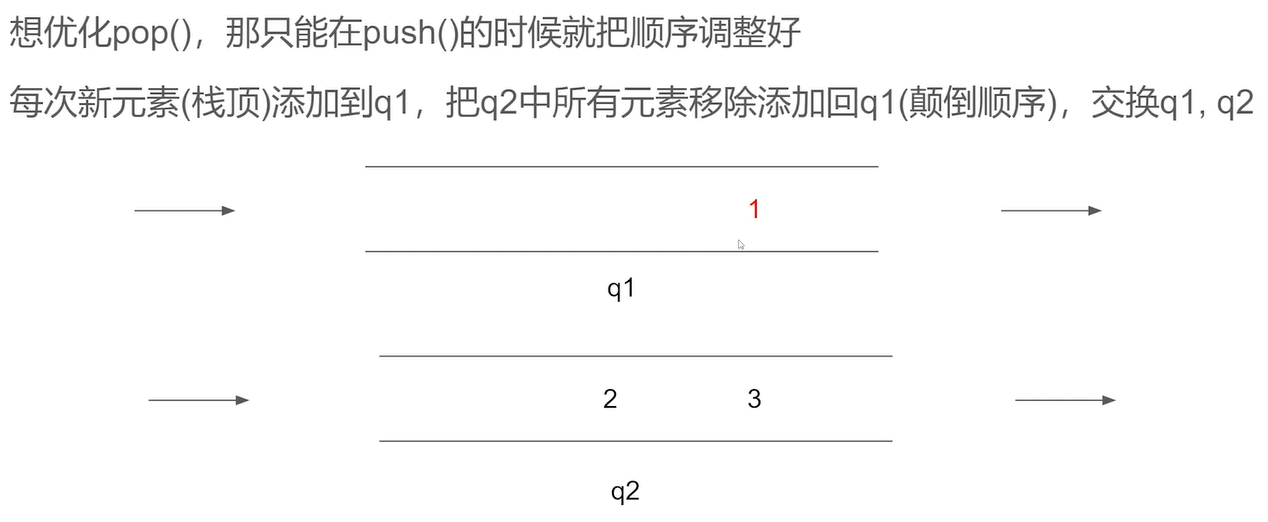 想优化pop()，那只能在push()的时候就把顺序调整好
每次新元素(栈顶)添加到q1，把q2中所有元素移除添加回q1(颠倒顺序)，交换q1, q2
1
q1
2 3
q2